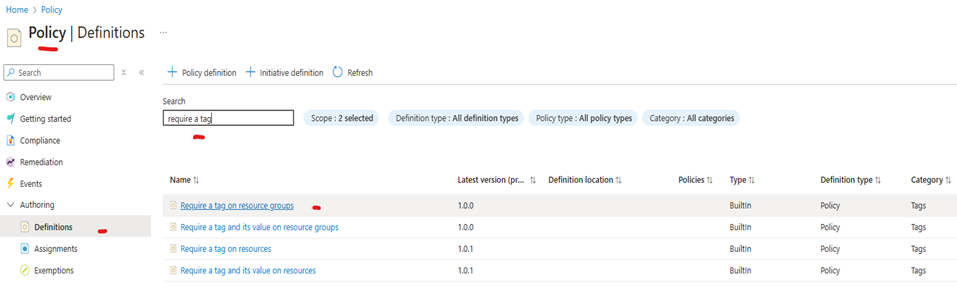 Home > Policy
Policy | Definitions ...
Search
Overview
Getting started
Compliance
Remediation
Events
Authoring
Definitions
Assignments
Exemptions
+ Policy definition + Initiative definition Refresh
Search
require a tag
Scope : 2 selected Definition type : All definition types Policy type : All policy types Category : All categories
Name Latest version (pr... Definition location Policies Type Definition type Category
Require a tag on resource groups 1.0.0 BuiltIn Policy Tags
Require a tag and its value on resource groups 1.0.0 BuiltIn Policy Tags
Require a tag on resources 1.0.1 BuiltIn Policy Tags
Require a tag and its value on resources 1.0.1 BuiltIn Policy Tags